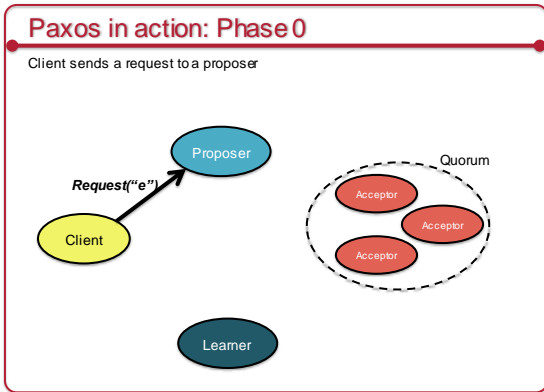 Paxos in action: Phase 0
Client sends a request to a proposer
Proposer
Quorum
Request("e")
Acceptor
Acceptor
Client
Acceptor
Learner